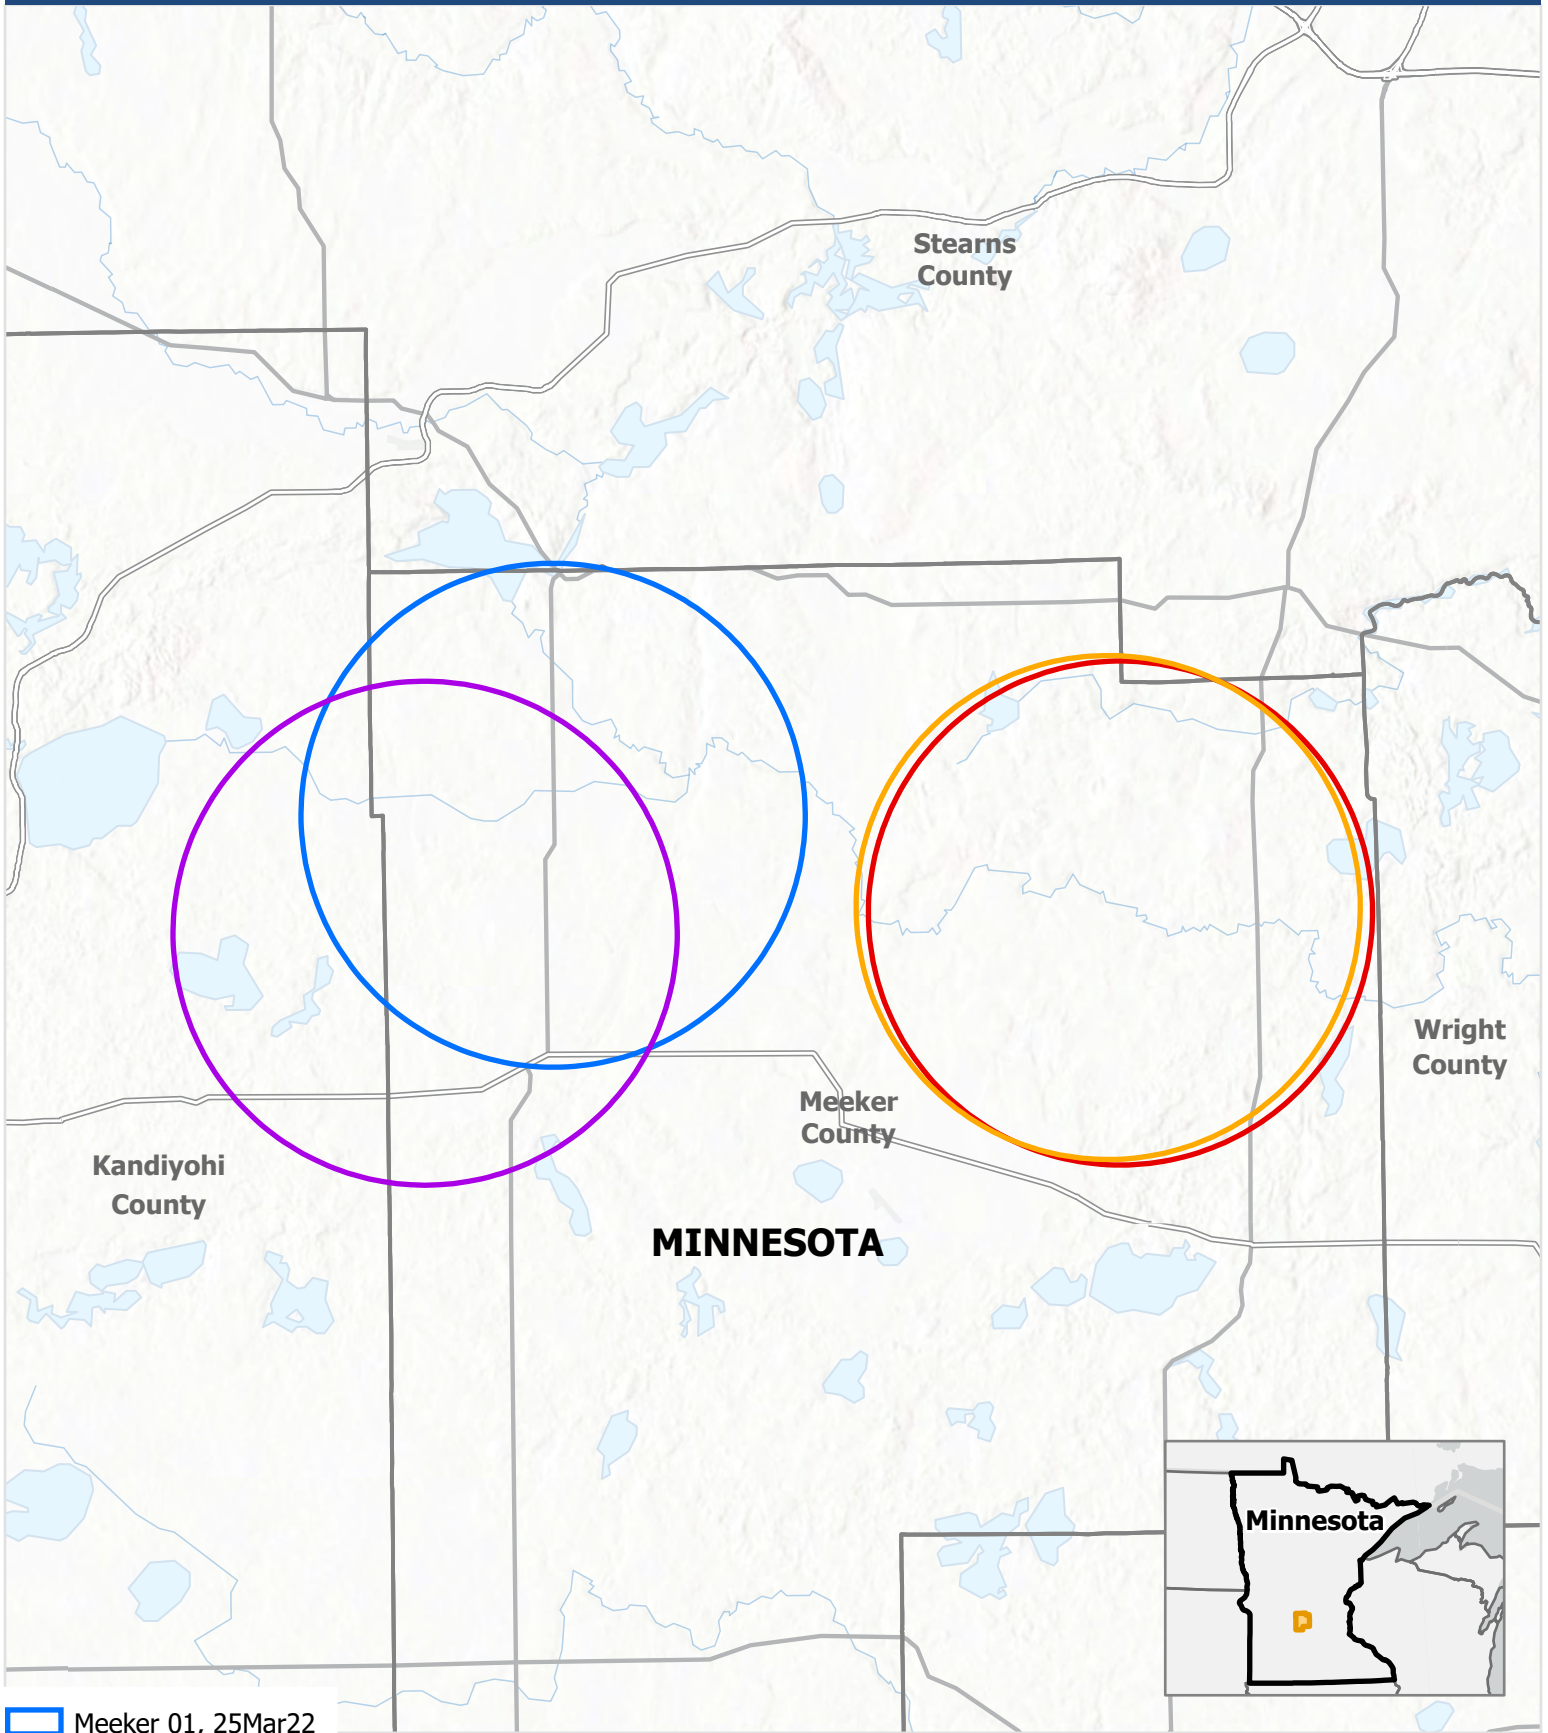 Stearns
County
Wright
County
Meeker
County
Kandiyohi
County
MINNESOTA
Minnesota
Meeker 01, 25Mar22